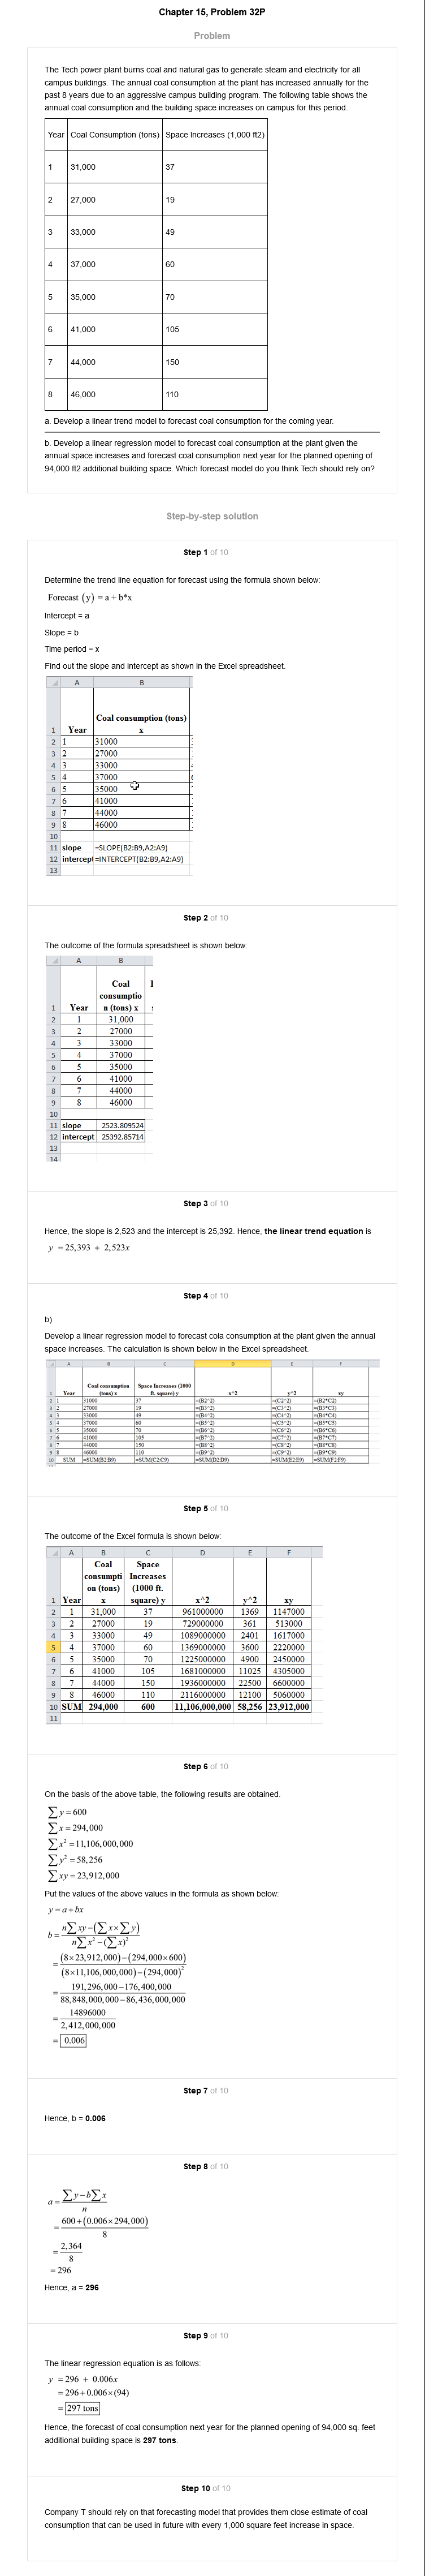 Chapter 15, Problem 32P
Problem
The Tech power plant burns coal and natural gas to generate steam and electricity for all
campus buildings. The annual coal consumption at the plant has increased annually for the
past 8 years due to an aggressive campus building program. The following table shows the
annual coal consumption and the building space increases on campus for this period.
Year Coal Consumption (tons) Space Increases (1,000 ft2)
1 31,000 37
2 27,000 19
3 33,000 49
4 37,000 60
5 35,000 70
6 41,000 105
7 44,000 150
8 46,000 110
a. Develop a linear trend model to forecast coal consumption for the coming year.
b. Develop a linear regression model to forecast coal consumption at the plant given the
annual space increases and forecast coal consumption next year for the planned opening of
94,000 ft2 additional building space. Which forecast model do you think Tech should rely on?
Step-by-step solution
Step 1 of 10
Determine the trend line equation for forecast using the formula shown below:
Forecast (y) = a + b*x
Intercept = a
Slope = b
Time period = x
Find out the slope and intercept as shown in the Excel spreadsheet.
A B
Coal consumption (tons)
1 Year x
2 1 31000
3 2 27000
4 3 33000
5 4 37000
6 5 35000
7 6 41000
8 7 44000
9 8 46000
10
11 slope =SLOPE(B2:B9,A2:A9)
12 intercept =INTERCEPT(B2:B9,A2:A9)
13
Step 2 of 10
The outcome of the formula spreadsheet is shown below:
A B
Coal
consumptio
1 Year n (tons) x
2 1 31,000
3 2 27000
4 3 33000
5 4 37000
6 5 35000
7 6 41000
8 7 44000
9 8 46000
10
11 slope 2523.809524
12 intercept 25392.85714
13
14
Step 3 of 10
Hence, the slope is 2,523 and the intercept is 25,392. Hence, the linear trend equation is
y = 25,393 + 2,523x
Step 4 of 10
b)
Develop a linear regression model to forecast cola consumption at the plant given the annual
space increases. The calculation is shown below in the Excel spreadsheet.
A B C D E F
Coal consumption Space Increases (1000
1 Year (tons) x ft. square) y x^2 y^2 xy
2 1 31000 37 =(B2^2) =(C2^2) =(B2*C2)
3 2 27000 19 =(B3^2) =(C3^2) =(B3*C3)
4 3 33000 49 =(B4^2) =(C4^2) =(B4*C4)
5 4 37000 60 =(B5^2) =(C5^2) =(B5*C5)
6 5 35000 70 =(B6^2) =(C6^2) =(B6*C6)
7 6 41000 105 =(B7^2) =(C7^2) =(B7*C7)
8 7 44000 150 =(B8^2) =(C8^2) =(B8*C8)
9 8 46000 110 =(B9^2) =(C9^2) =(B9*C9)
10 SUM =SUM(B2:B9) =SUM(C2:C9) =SUM(D2:D9) =SUM(E2:E9) =SUM(F2:F9)
Step 5 of 10
The outcome of the Excel formula is shown below:
A B C D E F
Coal Space
consumpti Increases
on (tons) (1000 ft.
1 Year x square) y x^2 y^2 xy
2 1 31,000 37 961000000 1369 1147000
3 2 27000 19 729000000 361 513000
4 3 33000 49 1089000000 2401 1617000
5 4 37000 60 1369000000 3600 2220000
6 5 35000 70 1225000000 4900 2450000
7 6 41000 105 1681000000 11025 4305000
8 7 44000 150 1936000000 22500 6600000
9 8 46000 110 2116000000 12100 5060000
10 SUM 294,000 600 11,106,000,000 58,256 23,912,000
11
Step 6 of 10
On the basis of the above table, the following results are obtained.
∑y = 600
∑x = 294,000
∑x² = 11,106,000,000
∑y² = 58,256
∑xy = 23,912,000
Put the values of the above values in the formula as shown below:
y = a + bx
b = n∑xy−(∑x×∑y) / n∑x²−(∑x)²
= (8×23,912,000)−(294,000×600) / (8×11,106,000,000)−(294,000)²
= 191,296,000−176,400,000 / 88,848,000,000−86,436,000,000
= 14896000 / 2,412,000,000
= 0.006
Step 7 of 10
Hence, b = 0.006
Step 8 of 10
a = ∑y−b∑x / n
= 600+(0.006×294,000) / 8
= 2,364 / 8
= 296
Hence, a = 296
Step 9 of 10
The linear regression equation is as follows:
y = 296 + 0.006x
= 296+0.006×(94)
= 297 tons
Hence, the forecast of coal consumption next year for the planned opening of 94,000 sq. feet
additional building space is 297 tons.
Step 10 of 10
Company T should rely on that forecasting model that provides them close estimate of coal
consumption that can be used in future with every 1,000 square feet increase in space.